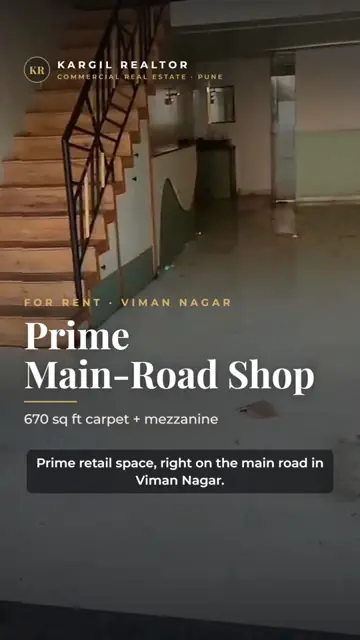 KR
KARGIL REALTOR
COMMERCIAL REAL ESTATE · PUNE
FOR RENT · VIMAN NAGAR
Prime
Main-Road Shop
670 sq ft carpet + mezzanine
Prime retail space, right on the main road in
Viman Nagar.